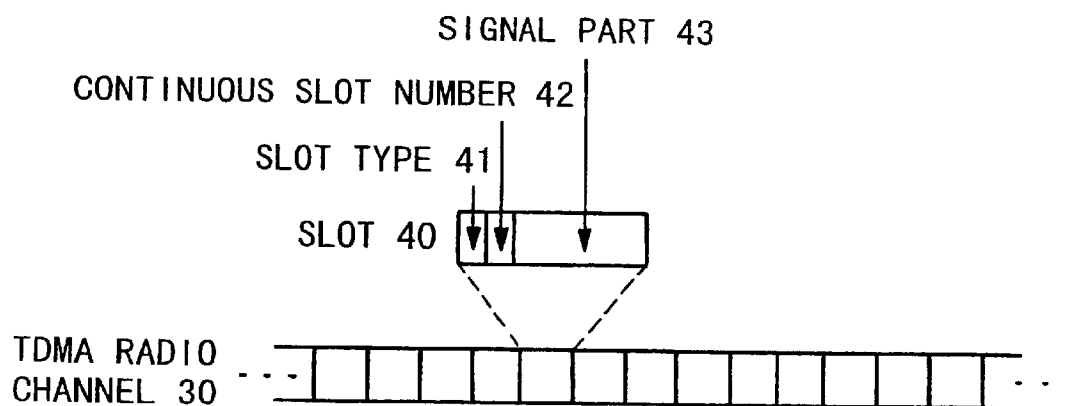 SIGNAL PART 43
CONTINUOUS SLOT NUMBER 42
SLOT TYPE 41
SLOT 40
TDMA RADIO
CHANNEL 30